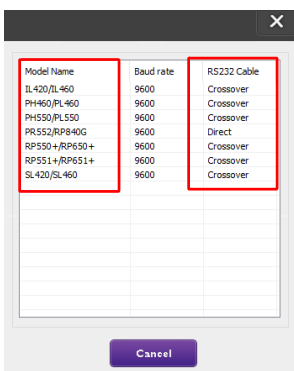 Model Name Baud rate RS232 Cable
IL420/IL460 9600 Crossover
PH460/PL460 9600 Crossover
PH550/PL550 9600 Crossover
PR552/RP840G 9600 Direct
RP550+/RP650+ 9600 Crossover
RP551+/RP651+ 9600 Crossover
SL420/SL460 9600 Crossover
Cancel